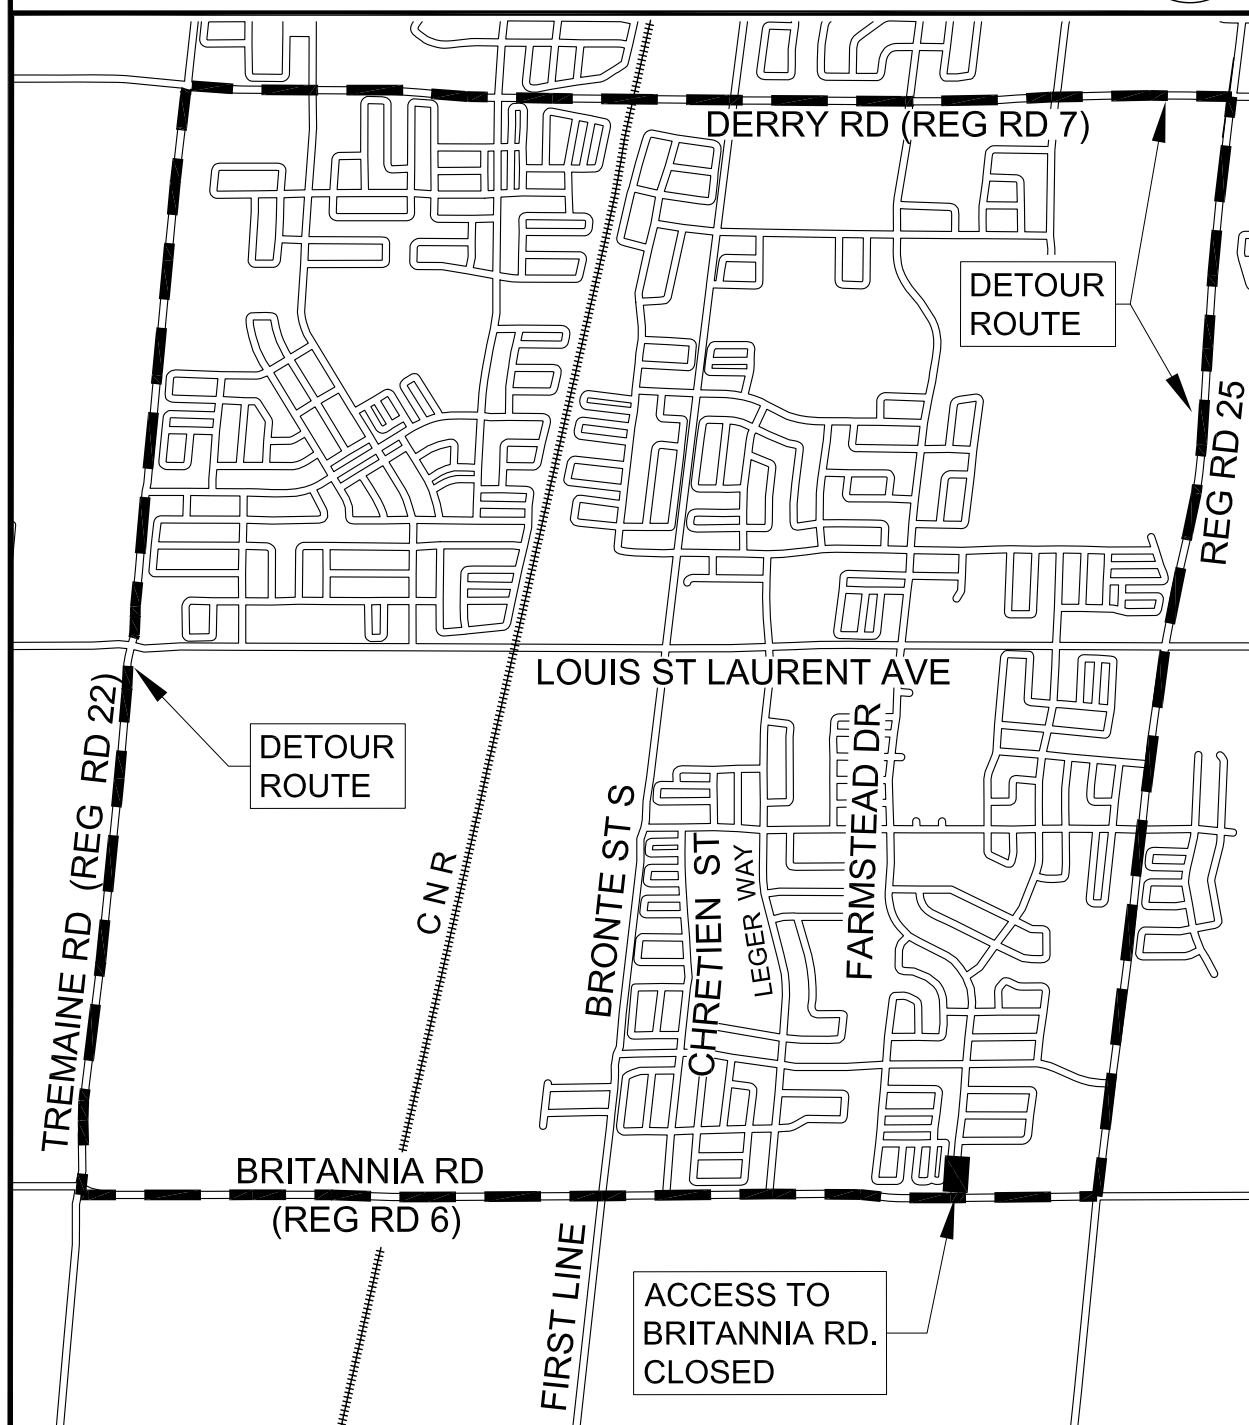 DERRY RD (REG RD 7)
DETOUR
ROUTE
REG RD 25
LOUIS ST LAURENT AVE
DETOUR
ROUTE
TREMAINE RD (REG RD 22)
C N R
BRONTE ST S
CHRETIEN ST
LEGER WAY
FARMSTEAD DR
BRITANNIA RD
(REG RD 6)
FIRST LINE
ACCESS TO
BRITANNIA RD.
CLOSED